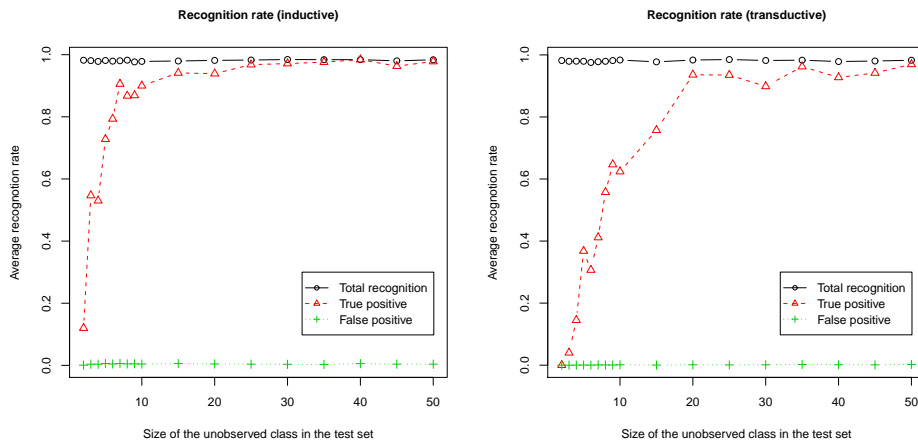 Recognition rate (inductive)
Average recognotion rate
1.0
0.8
0.6
0.4
0.2
0.0
Total recognition
True positive
False positive
10
20
30
40
50
Size of the unobserved class in the test set
Recognition rate (transductive)
Average recognotion rate
1.0
0.8
0.6
0.4
0.2
0.0
Total recognition
True positive
False positive
10
20
30
40
50
Size of the unobserved class in the test set